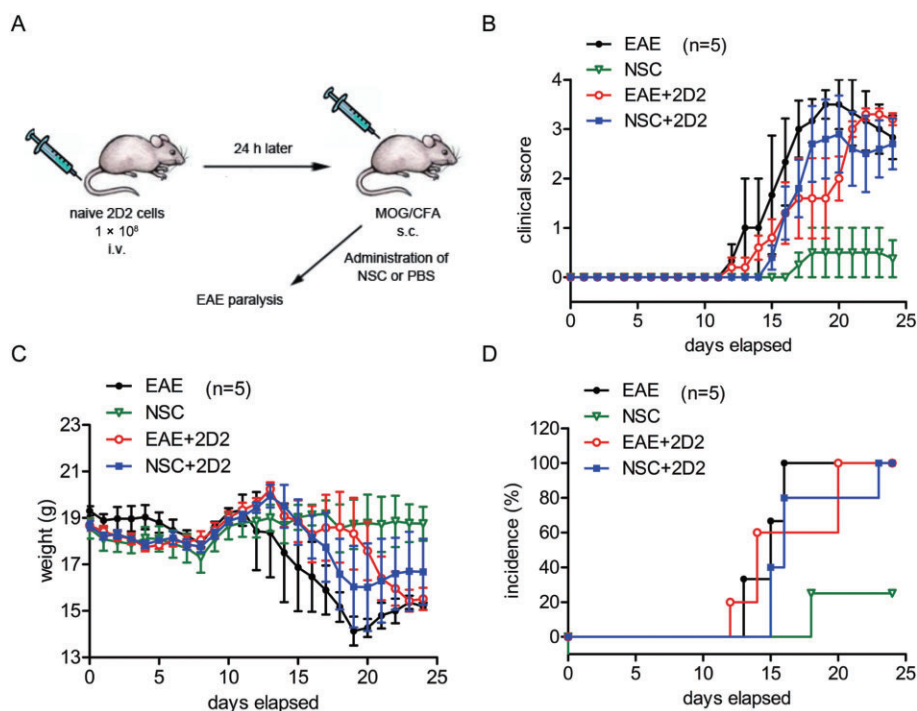 A
naive 2D2 cells
1 × 10⁸
i.v.
24 h later
MOG/CFA
s.c.
Administration of
NSC or PBS
EAE paralysis
B
EAE (n=5)
NSC
EAE+2D2
NSC+2D2
4
3
2
1
0
clinical score
0 5 10 15 20 25
days elapsed
C
EAE (n=5)
NSC
EAE+2D2
NSC+2D2
23
21
19
17
15
13
weight (g)
0 5 10 15 20 25
days elapsed
D
EAE (n=5)
NSC
EAE+2D2
NSC+2D2
120
100
80
60
40
20
0
incidence (%)
0 5 10 15 20 25
days elapsed